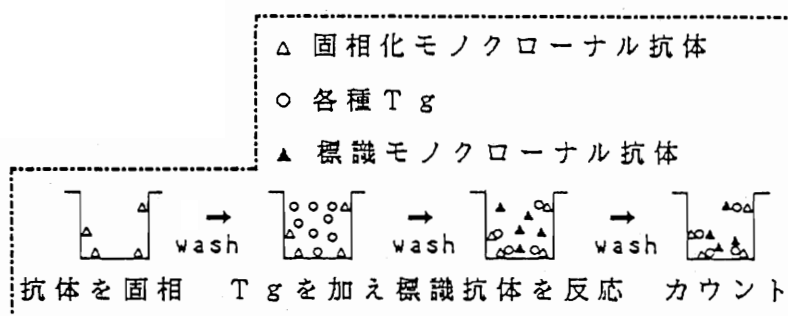 △ 固相化モノクローナル抗体
○ 各種Tg
▲ 標識モノクローナル抗体
→ → →
wash wash wash
抗体を固相 Tgを加え標識抗体を反応 カウント